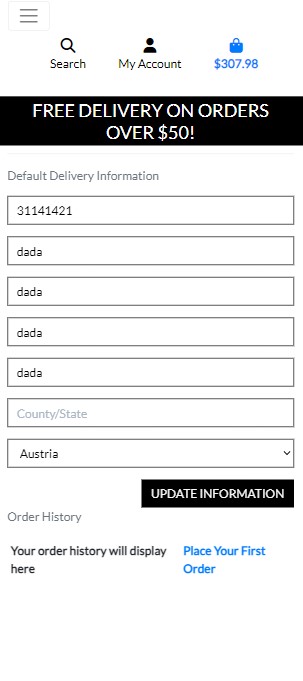 Search
My Account
$307.98
FREE DELIVERY ON ORDERS
OVER $50!
Default Delivery Information
31141421
dada
dada
dada
dada
County/State
Austria
UPDATE INFORMATION
Order History
Your order history will display
here
Place Your First
Order